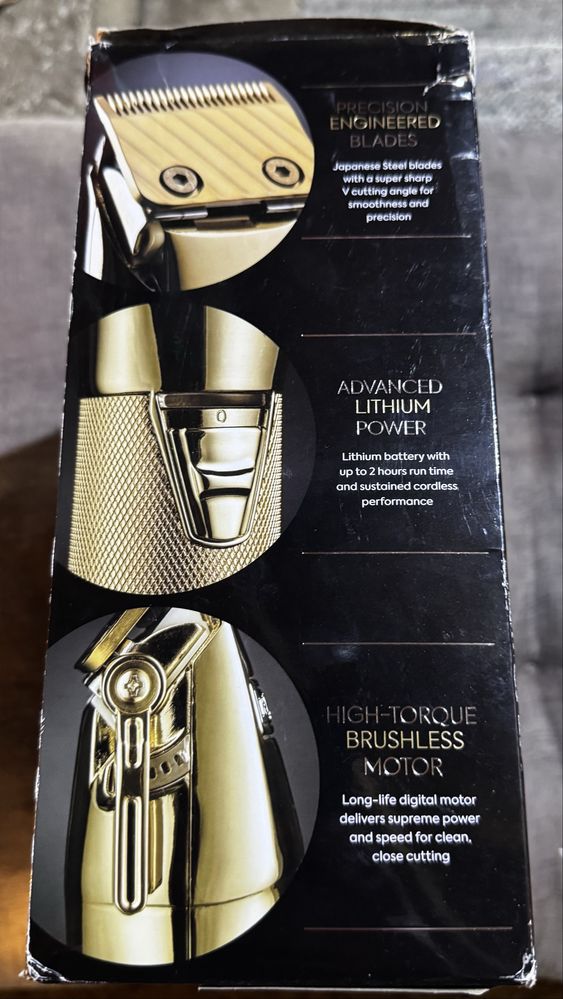 PRECISION
ENGINEERED
BLADES
Japanese Steel blades
with a super sharp
V cutting angle for
smoothness and
precision
0
ADVANCED
LITHIUM
POWER
Lithium battery with
up to 2 hours run time
and sustained cordless
performance
HIGH-TORQUE
BRUSHLESS
MOTOR
Long-life digital motor
delivers supreme power
and speed for clean,
close cutting